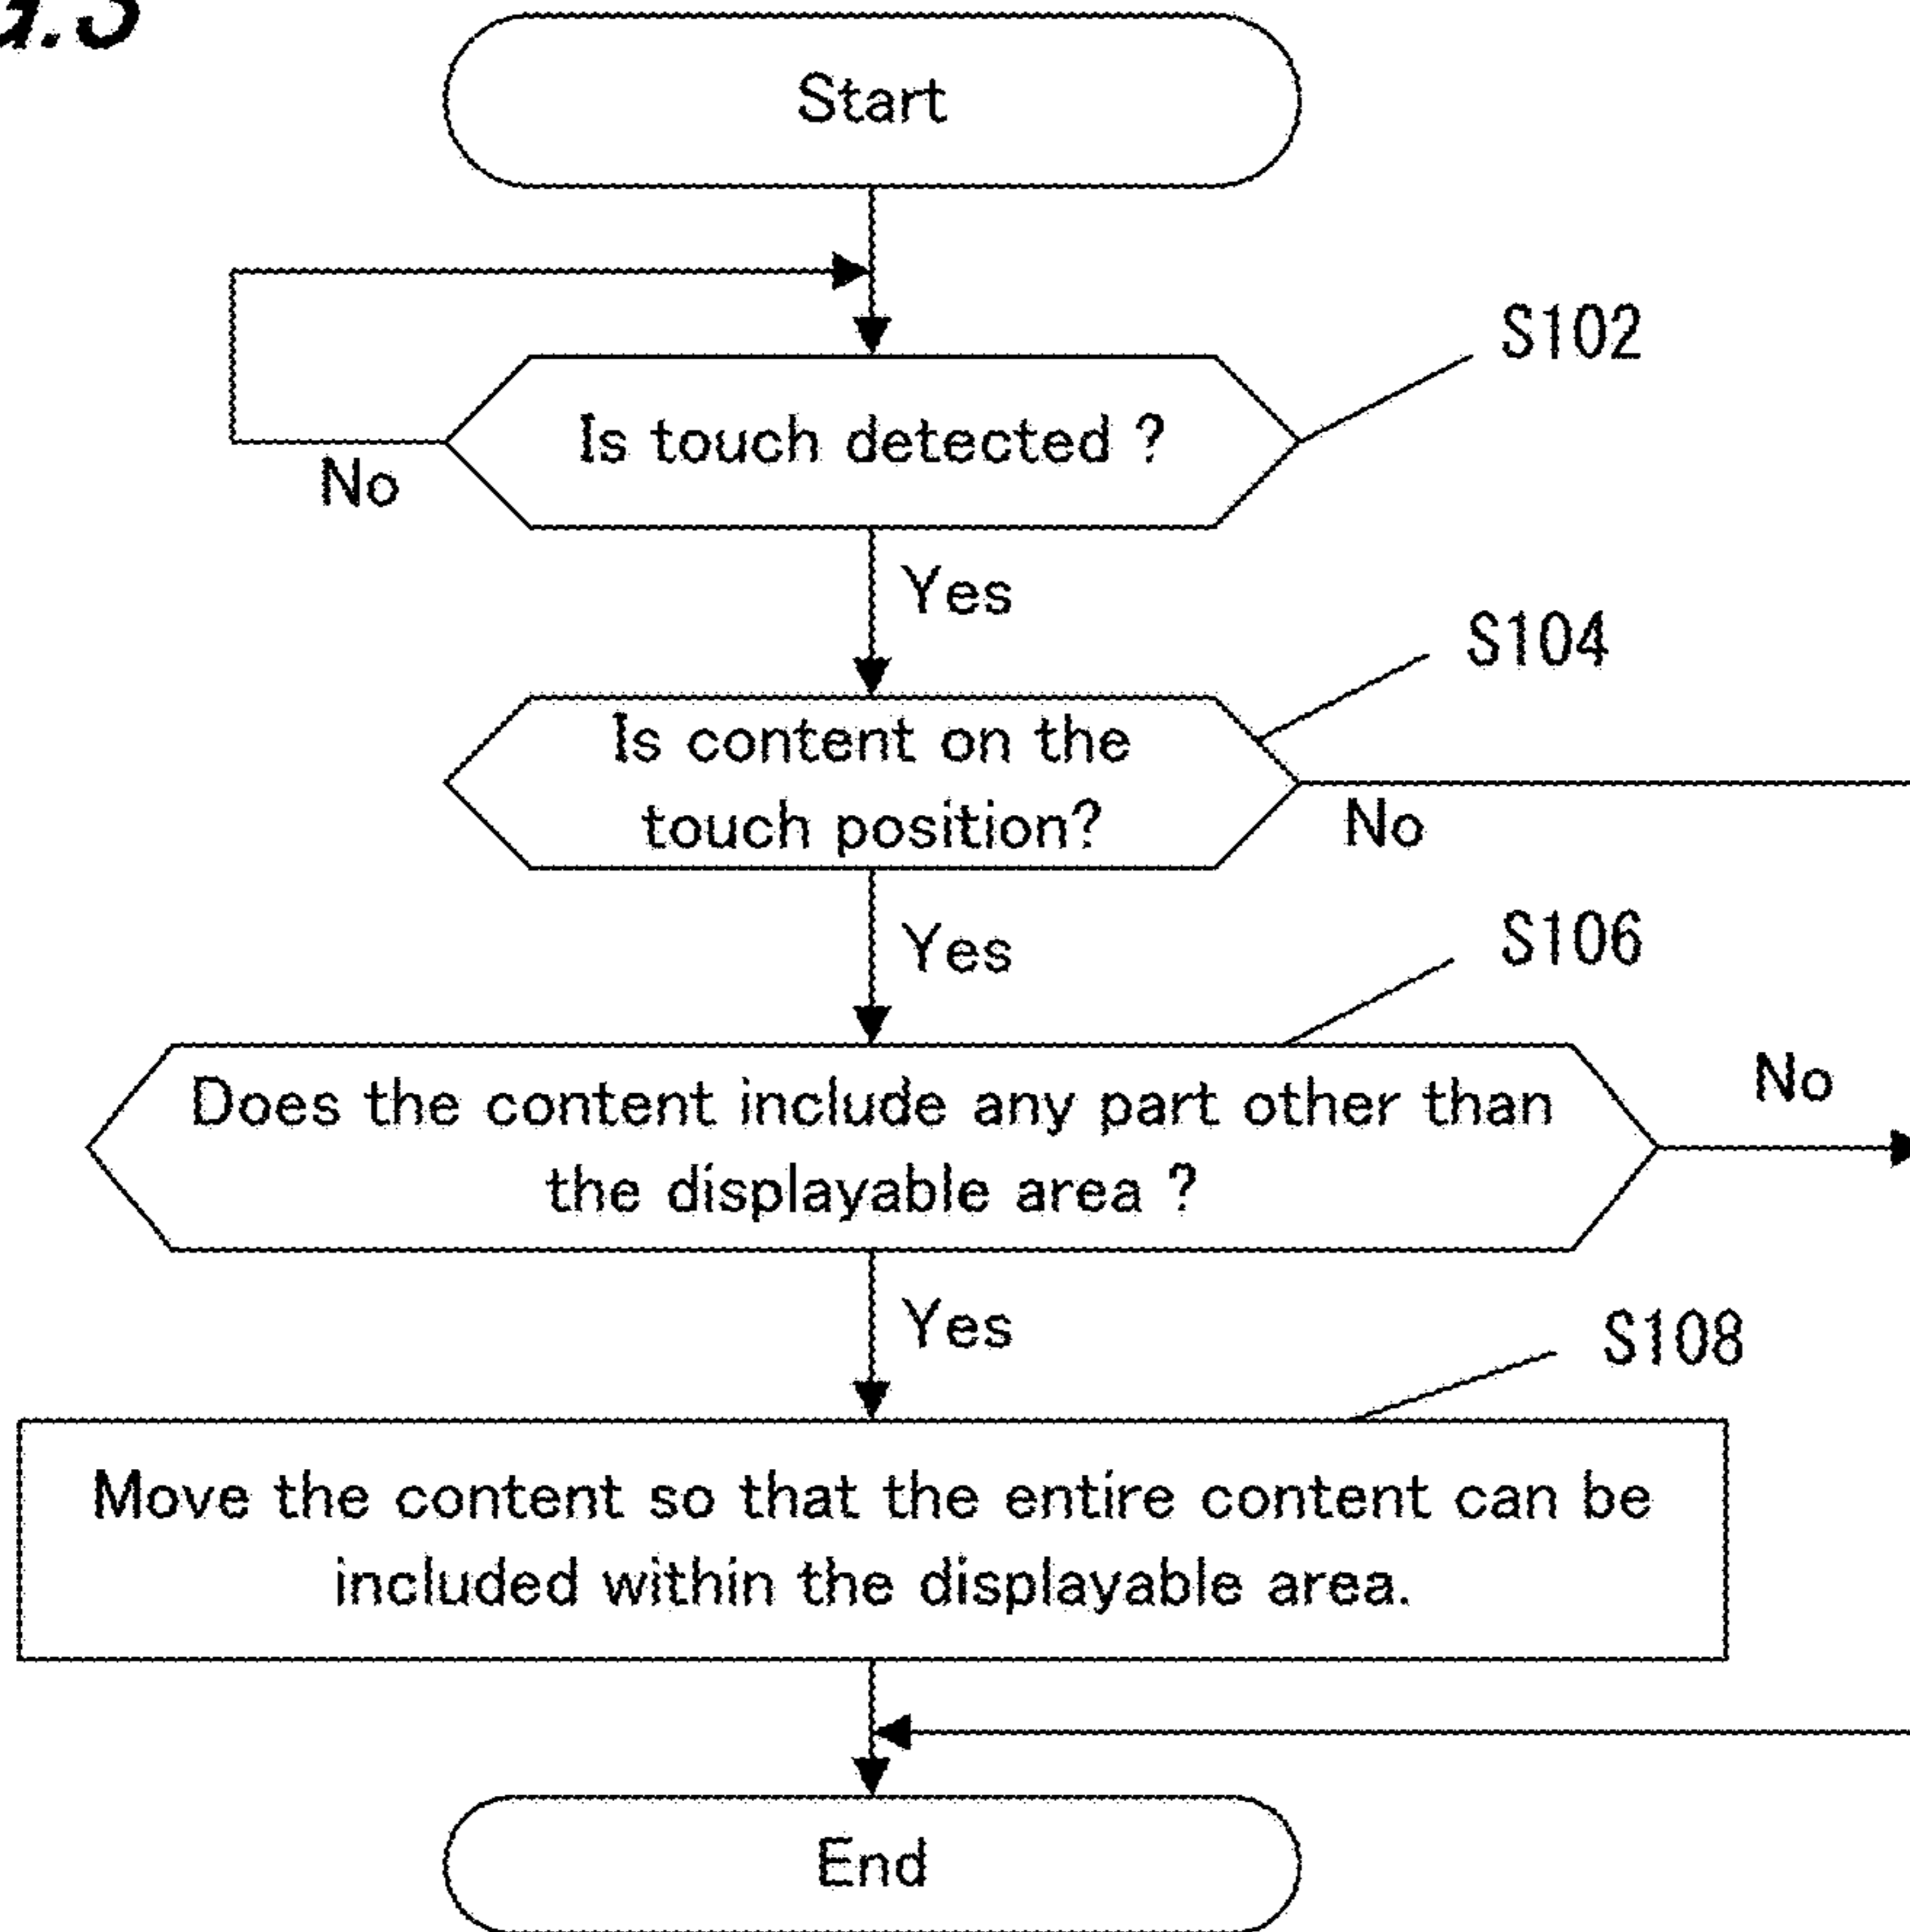 Start
S102
Is touch detected ?
No
Yes
S104
Is content on the
touch position?
No
Yes
S106
Does the content include any part other than
the displayable area ?
No
Yes
S108
Move the content so that the entire content can be
included within the displayable area.
End